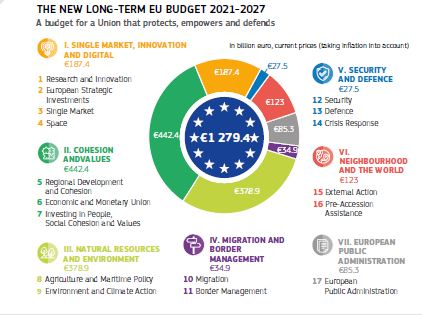 THE NEW LONG-TERM EU BUDGET 2021-2027
A budget for a Union that protects, empowers and defends
In billion euro, current prices (taking inflation into account)
I. SINGLE MARKET, INNOVATION
AND DIGITAL
€187.4
1 Research and Innovation
2 European Strategic
Investments
3 Single Market
4 Space
II. COHESION
ANDVALUES
€442.4
5 Regional Development
and Cohesion
6 Economic and Monetary Union
7 Investing in People,
Social Cohesion and Values
III. NATURAL RESOURCES
AND ENVIRONMENT
€378.9
8 Agriculture and Maritime Policy
9 Environment and Climate Action
€187.4
€27.5
€123
€85.3
€34.9
€378.9
€442.4
€1 279.4
IV. MIGRATION AND
BORDER
MANAGEMENT
€34.9
10 Migration
11 Border Management
V. SECURITY
AND DEFENCE
€27.5
12 Security
13 Defence
14 Crisis Response
VI.
NEIGHBOURHOOD
AND THE WORLD
€123
15 External Action
16 Pre-Accession
Assistance
VII. EUROPEAN
PUBLIC
ADMINISTRATION
€85.3
17 European
Public Administration